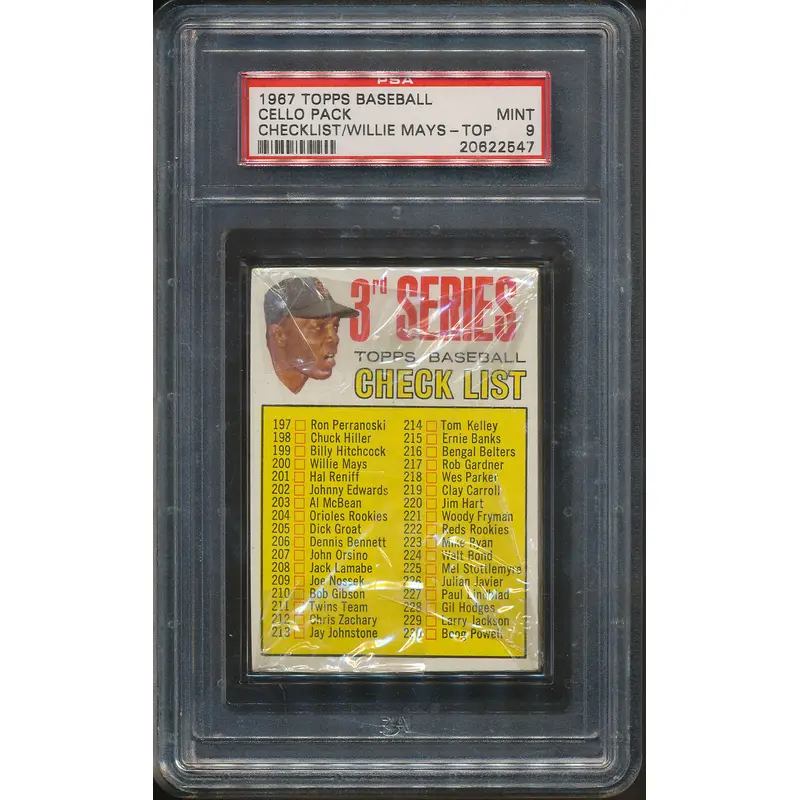 PSA
1967 TOPPS BASEBALL
CELLO PACK MINT
CHECKLIST/WILLIE MAYS - TOP 9
20622547
3rd SERIES
TOPPS BASEBALL
CHECK LIST
197 Ron Perranoski
198 Chuck Hiller
199 Billy Hitchcock
200 Willie Mays
201 Hal Reniff
202 Johnny Edwards
203 Al McBean
204 Orioles Rookies
205 Dick Groat
206 Dennis Bennett
207 John Orsino
208 Jack Lamabe
209 Joe Nossek
210 Bob Gibson
211 Twins Team
212 Chris Zachary
213 Jay Johnstone
214 Tom Kelley
215 Ernie Banks
216 Bengal Belters
217 Rob Gardner
218 Wes Parker
219 Clay Carroll
220 Jim Hart
221 Woody Fryman
222 Reds Rookies
223 Mike Ryan
224 Walt Bond
225 Mel Stottlemyre
226 Julian Javier
227 Paul Lindblad
228 Gil Hodges
229 Larry Jackson
230 Boog Powell
PSA